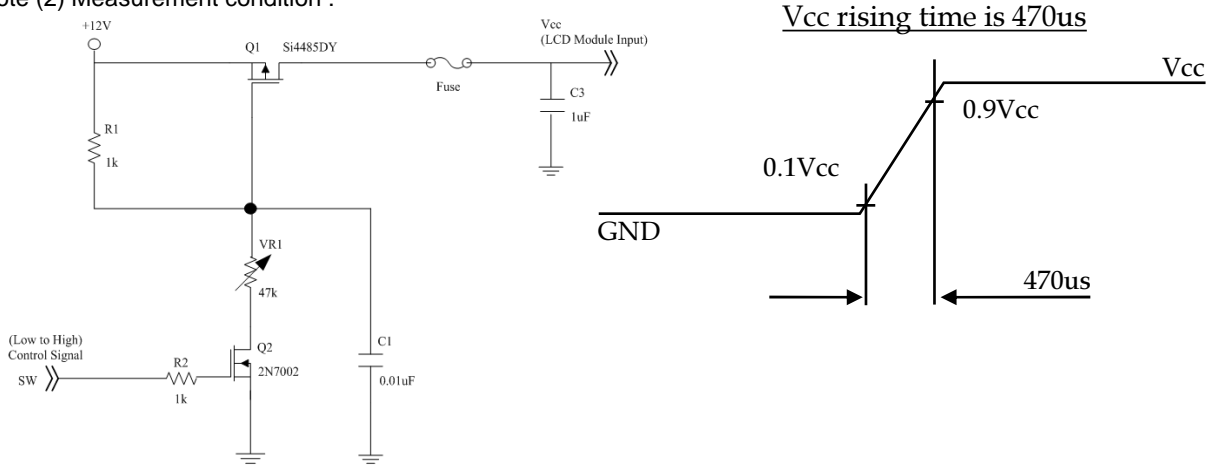 ote (2) Measurement condition :
+12V
Q1 Si4485DY
Vcc
(LCD Module Input)
Fuse
C3
1uF
R1
1k
VR1
47k
(Low to High)
Control Signal
SW
R2
1k
Q2
2N7002
C1
0.01uF
Vcc rising time is 470us
Vcc
0.9Vcc
0.1Vcc
GND
470us